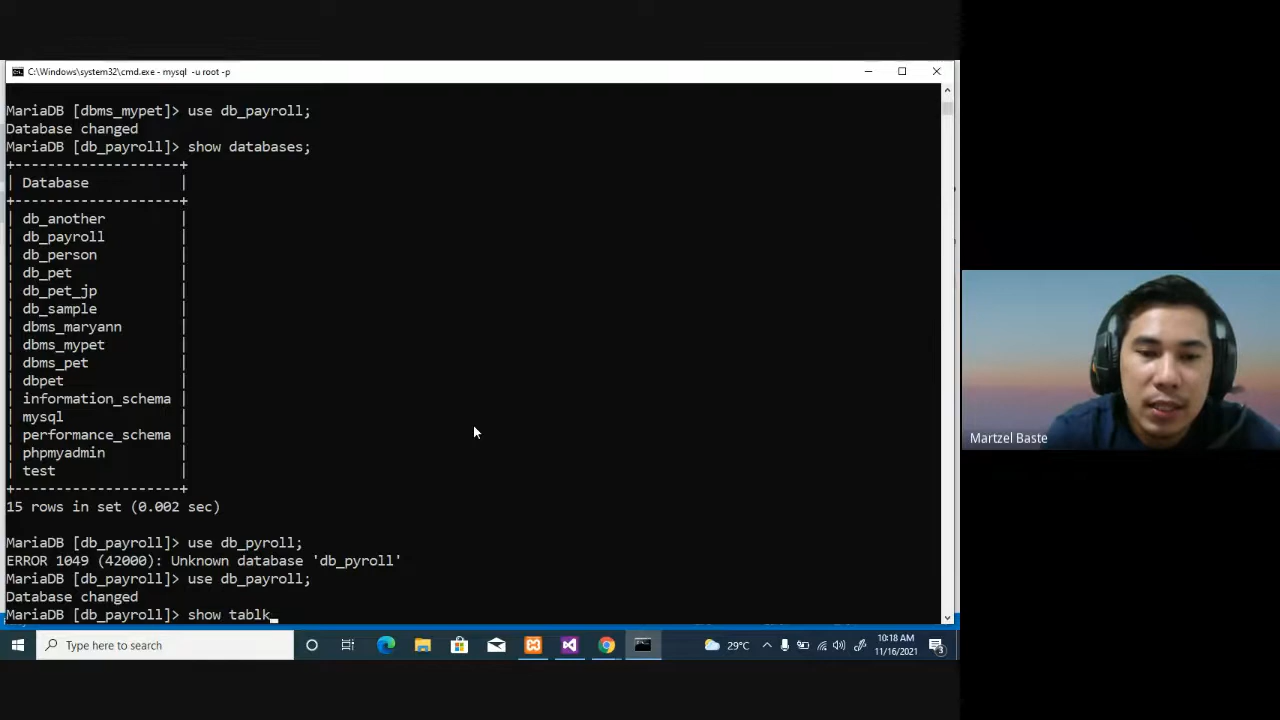 C:\Windows\system32\cmd.exe - mysql -u root -p
MariaDB [dbms_mypet]> use db_payroll;
Database changed
MariaDB [db_payroll]> show databases;
+--------------------+
| Database           |
+--------------------+
| db_another         |
| db_payroll         |
| db_person          |
| db_pet             |
| db_pet_jp          |
| db_sample          |
| dbms_maryann       |
| dbms_mypet         |
| dbms_pet           |
| dbpet              |
| information_schema |
| mysql              |
| performance_schema |
| phpmyadmin         |
| test               |
+--------------------+
15 rows in set (0.002 sec)
MariaDB [db_payroll]> use db_pyroll;
ERROR 1049 (42000): Unknown database 'db_pyroll'
MariaDB [db_payroll]> use db_payroll;
Database changed
MariaDB [db_payroll]> show tablk_
Martzel Baste
Type here to search
29°C
10:18 AM
11/16/2021
3